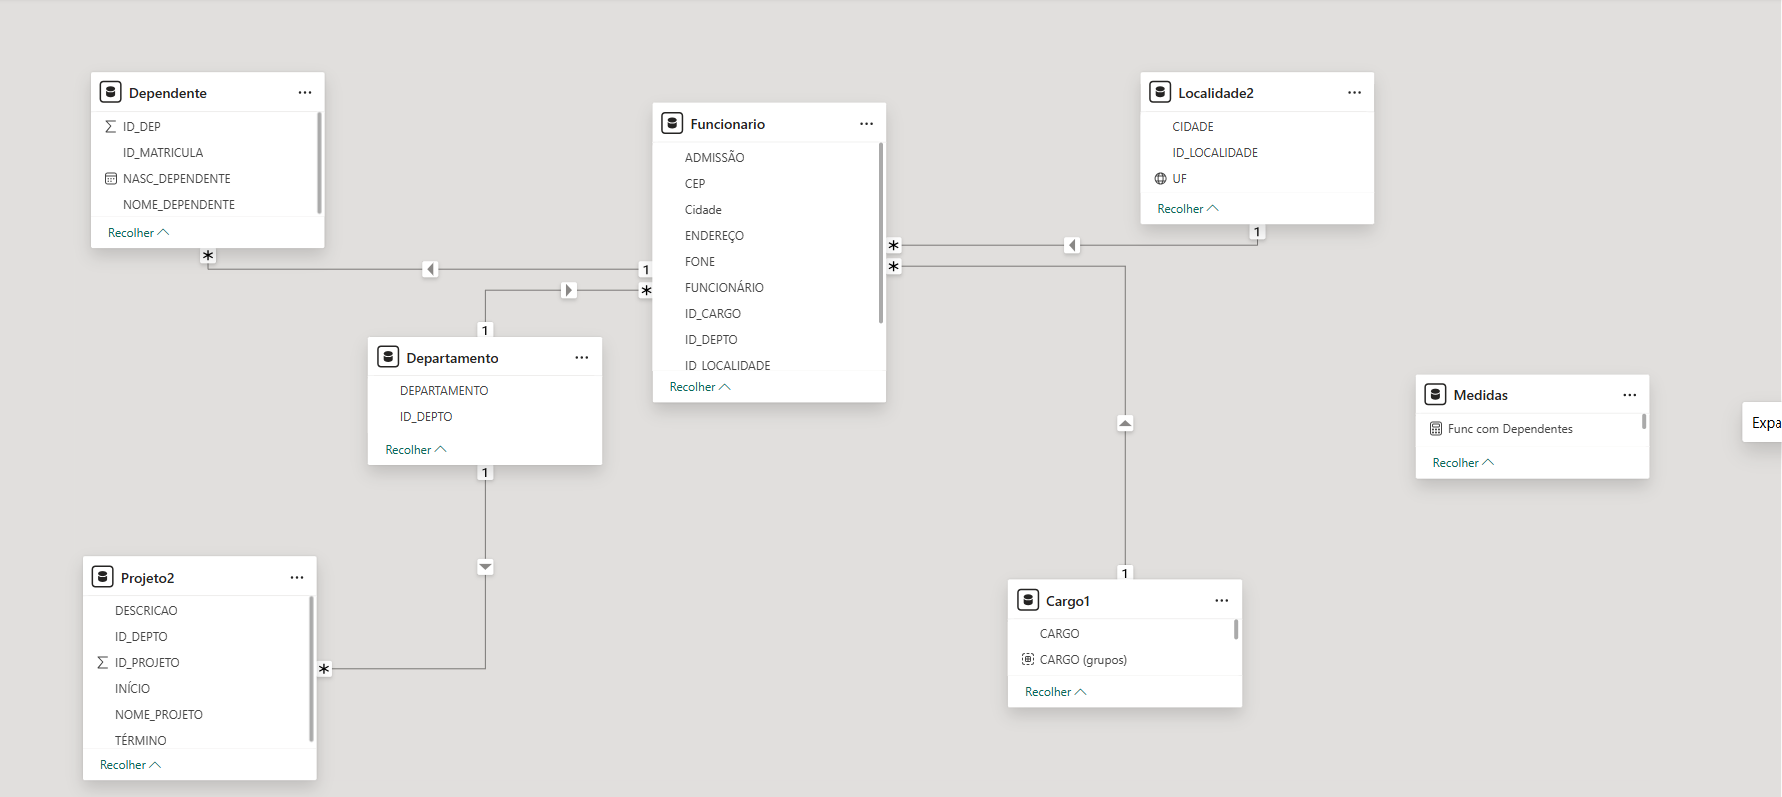 Dependente
ID_DEP
ID_MATRICULA
NASC_DEPENDENTE
NOME_DEPENDENTE
Recolher
*
1
*
1
Funcionario
ADMISSÃO
CEP
Cidade
ENDEREÇO
FONE
FUNCIONÁRIO
ID_CARGO
ID_DEPTO
ID_LOCALIDADE
Recolher
*
*
Localidade2
CIDADE
ID_LOCALIDADE
UF
Recolher
1
Departamento
DEPARTAMENTO
ID_DEPTO
Recolher
1
Medidas
Func com Dependentes
Recolher
Expa
Projeto2
DESCRICAO
ID_DEPTO
ID_PROJETO
INÍCIO
NOME_PROJETO
TÉRMINO
Recolher
*
1
Cargo1
CARGO
CARGO (grupos)
Recolher